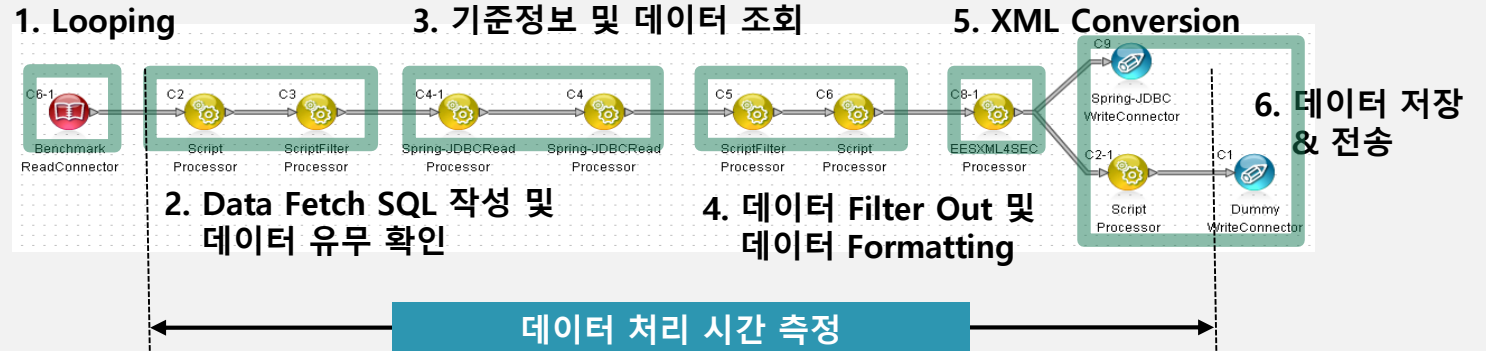 1. Looping
3. 기준정보 및 데이터 조회
5. XML Conversion
C6-1
Benchmark
ReadConnector
C2
Script
Processor
C3
ScriptFilter
Processor
C4-1
Spring-JDBCRead
Processor
C4
Spring-JDBCRead
Processor
C5
ScriptFilter
Processor
C6
Script
Processor
C8-1
EESXML4SEC
Processor
C9
Spring-JDBC
WriteConnector
C2-1
Script
Processor
C1
Dummy
WriteConnector
6. 데이터 저장
& 전송
2. Data Fetch SQL 작성 및
데이터 유무 확인
4. 데이터 Filter Out 및
데이터 Formatting
데이터 처리 시간 측정